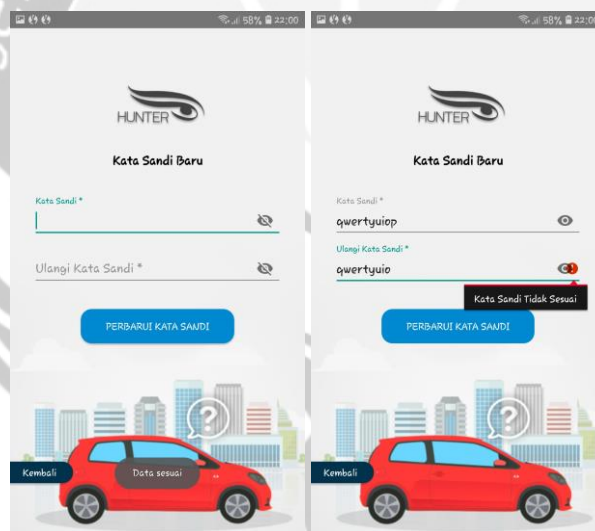 58% 22:00
HUNTER
Kata Sandi Baru
Kata Sandi *
Ulangi Kata Sandi *
PERBARUI KATA SANDI
?
Kembali
Data sesuai
58% 22:00
HUNTER
Kata Sandi Baru
Kata Sandi *
qwertyuiop
Ulangi Kata Sandi *
qwertyuio
!
Kata Sandi Tidak Sesuai
PERBARUI KATA SANDI
?
Kembali